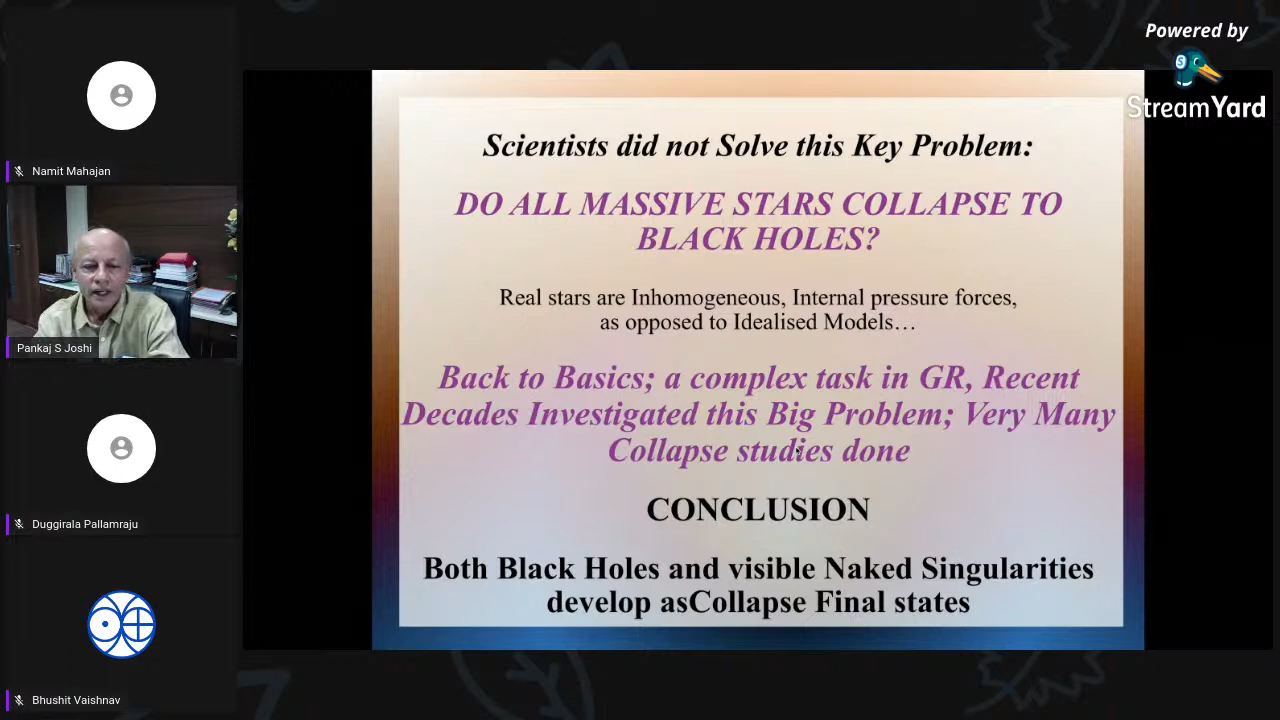 Powered by
StreamYard
Namit Mahajan
Pankaj S Joshi
Duggirala Pallamraju
Bhushit Vaishnav
Scientists did not Solve this Key Problem:
DO ALL MASSIVE STARS COLLAPSE TO
BLACK HOLES?
Real stars are Inhomogeneous, Internal pressure forces,
as opposed to Idealised Models…
Back to Basics; a complex task in GR, Recent
Decades Investigated this Big Problem; Very Many
Collapse studies done
CONCLUSION
Both Black Holes and visible Naked Singularities
develop asCollapse Final states